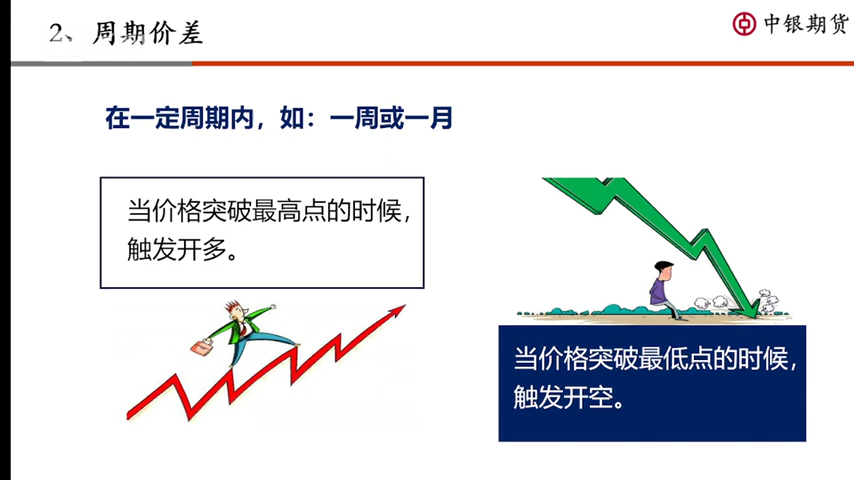 2、周期价差
中银期货
在一定周期内，如：一周或一月
当价格突破最高点的时候，
触发开多。
当价格突破最低点的时候，
触发开空。